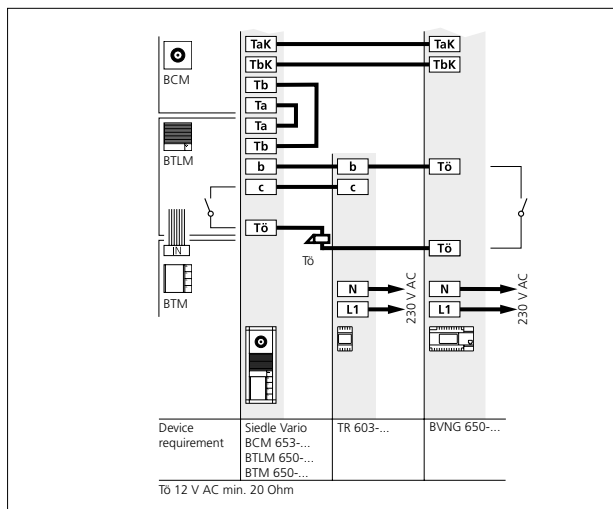 TaK TaK
BCM
TbK TbK
Tb
Ta
BTLM
Ta
Tb
b b Tö
c c
Tö
Tö
Tö
IN
BTM
N 230 V AC N 230 V AC
L1 L1
Device requirement
Siedle Vario
BCM 653-...
BTLM 650-...
BTM 650-...
TR 603-...
BVNG 650-...
Tö 12 V AC min. 20 Ohm